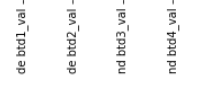 de btd1_val -
de btd2_val -
nd btd3_val -
nd btd4_val -